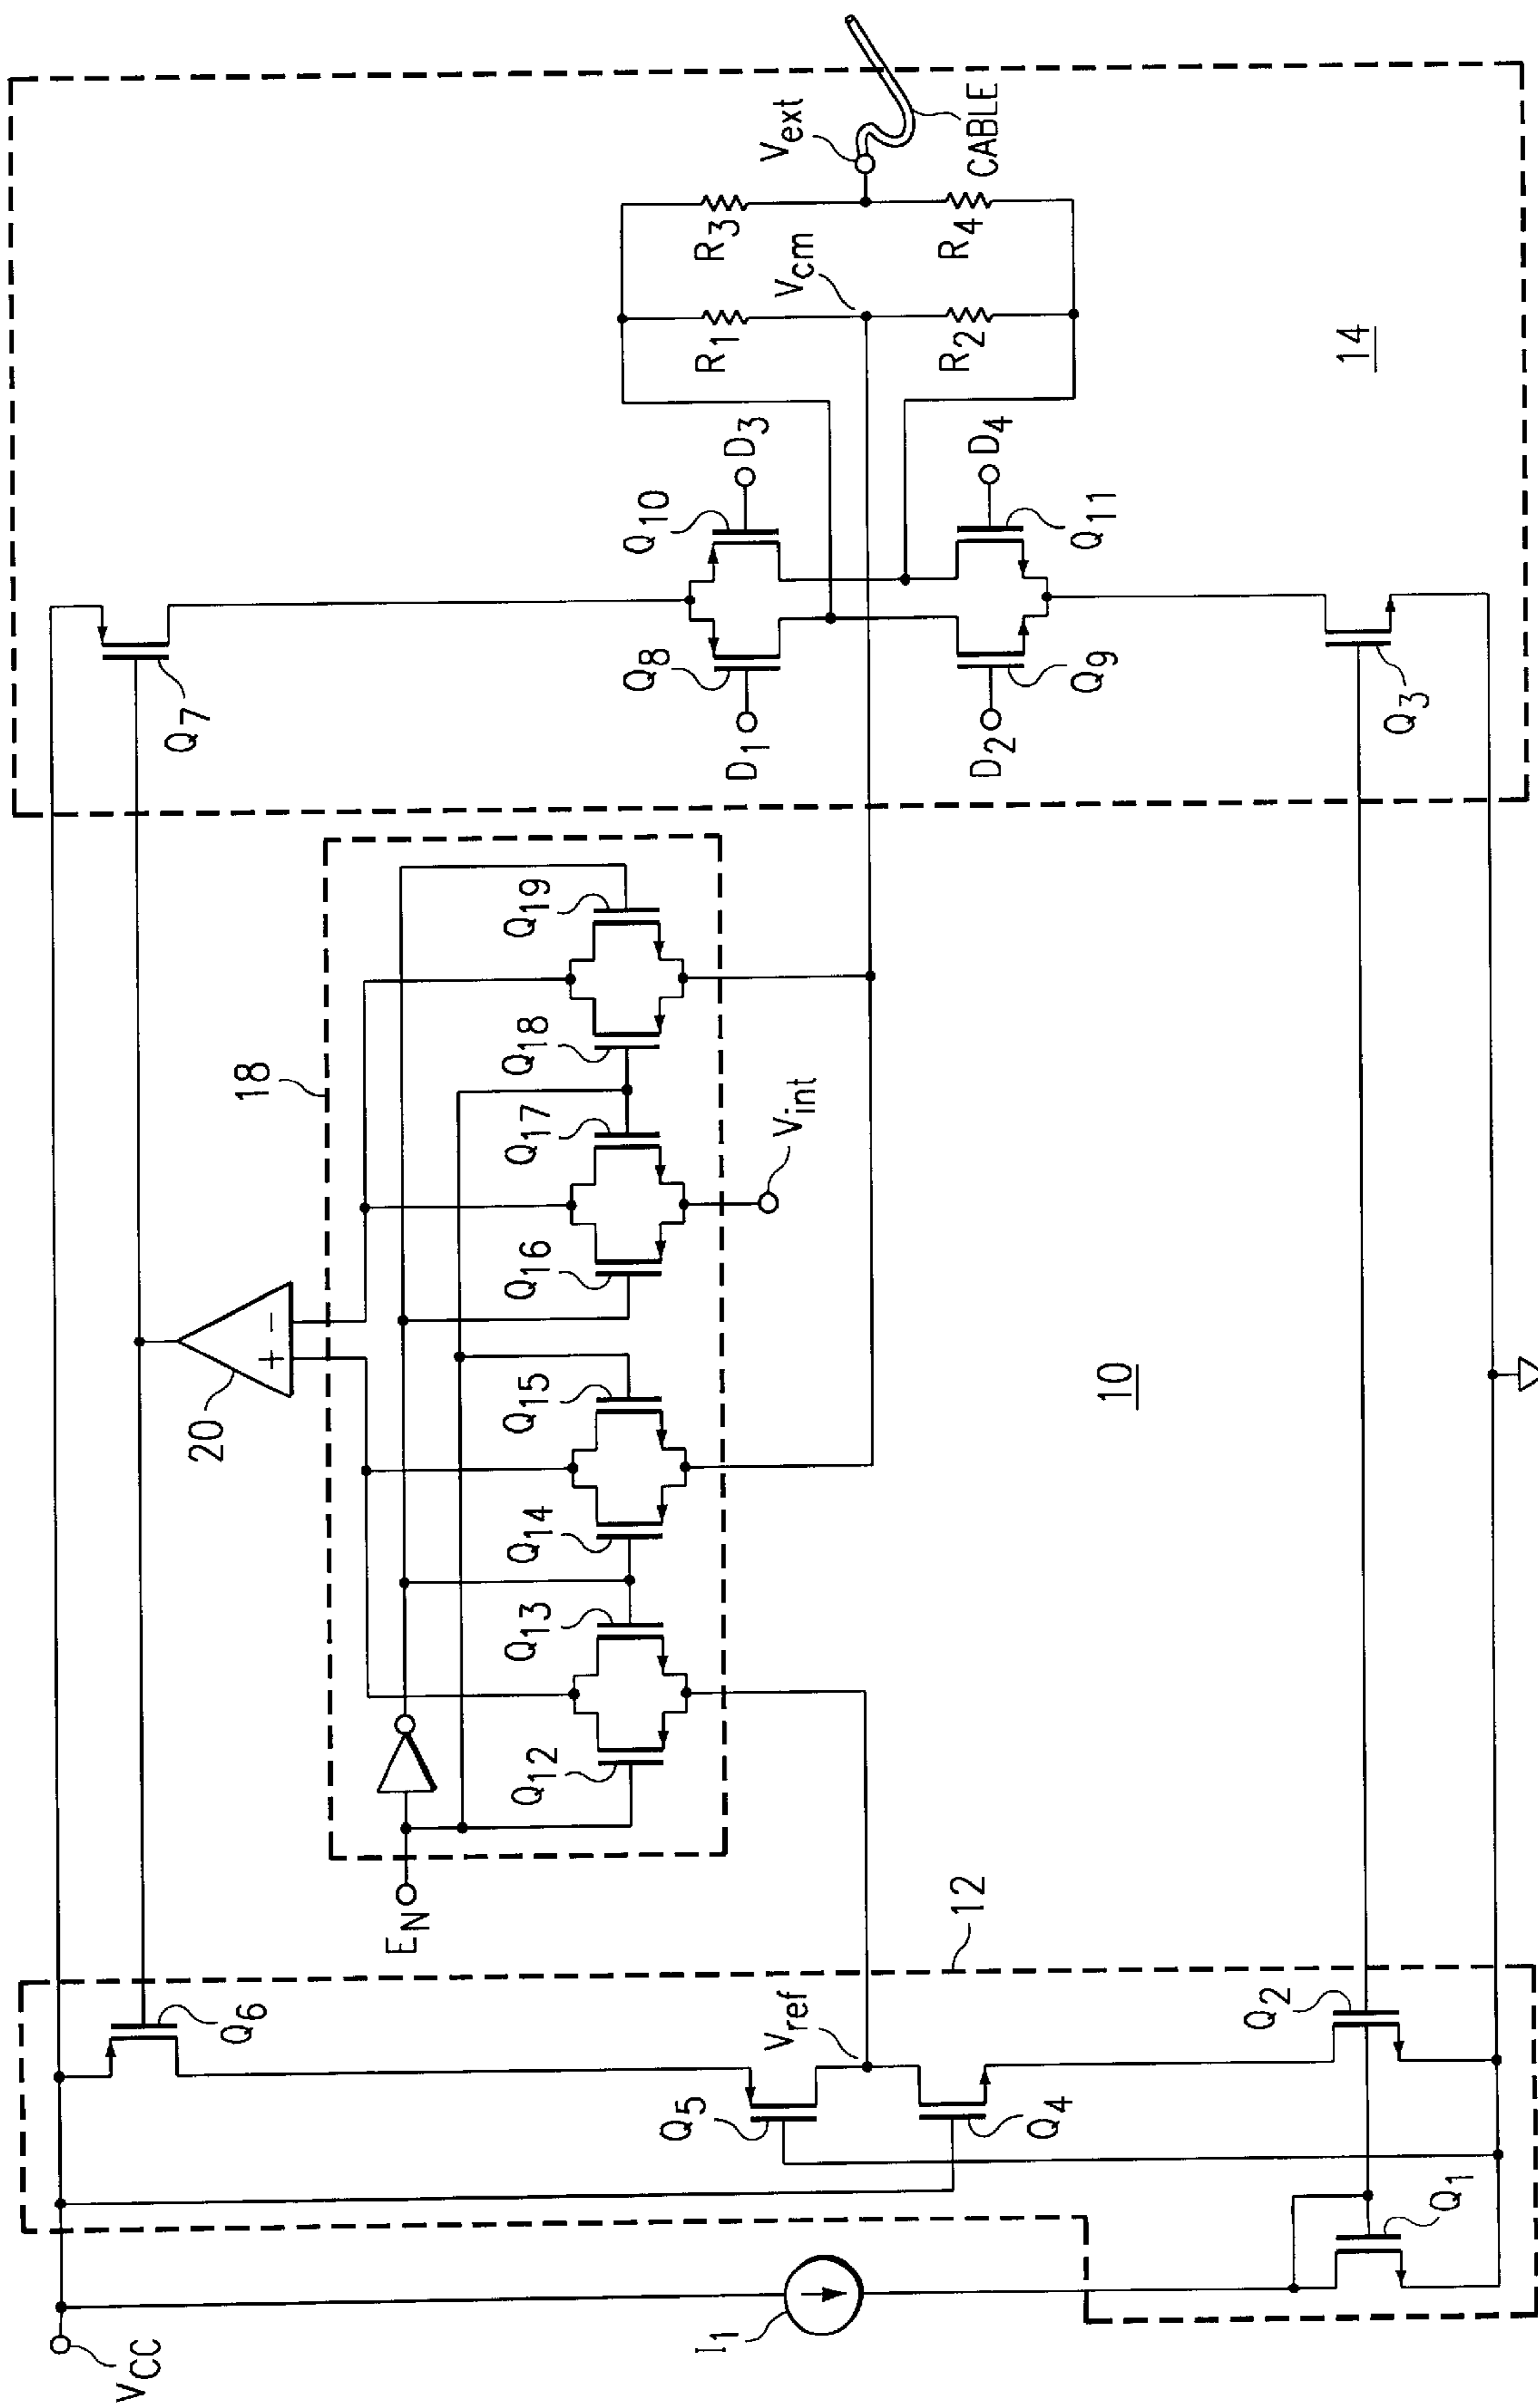 VCC
I1
Q1
Q2
Q3
Q4
Q5
Q6
Q7
Vref
12
EN
20
+ −
18
Q12
Q13
Q14
Q15
Q16
Q17
Q18
Q19
Vint
10
D1
Q8
Q10
D3
D2
Q9
Q11
D4
R1
R3
Vcm
Vext
R2
R4
CABLE
14